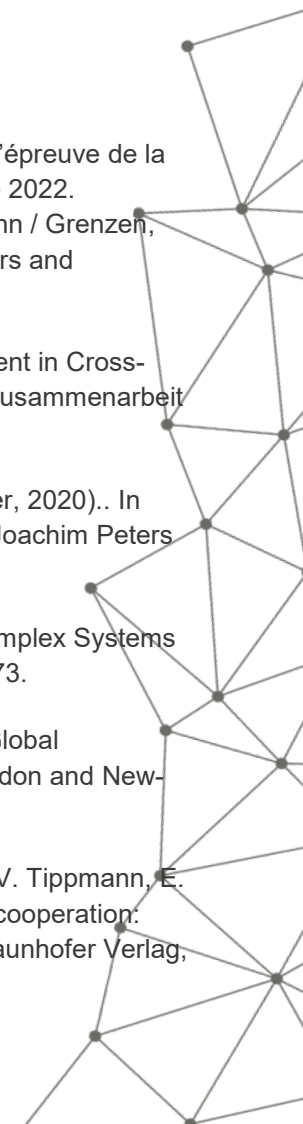 ’épreuve de la
2022.
nn / Grenzen,
rs and
ent in Cross-
usammenarbeit
er, 2020).. In
Joachim Peters
mplex Systems
73.
Global
don and New-
V. Tippmann, E.
cooperation:
aunhofer Verlag,